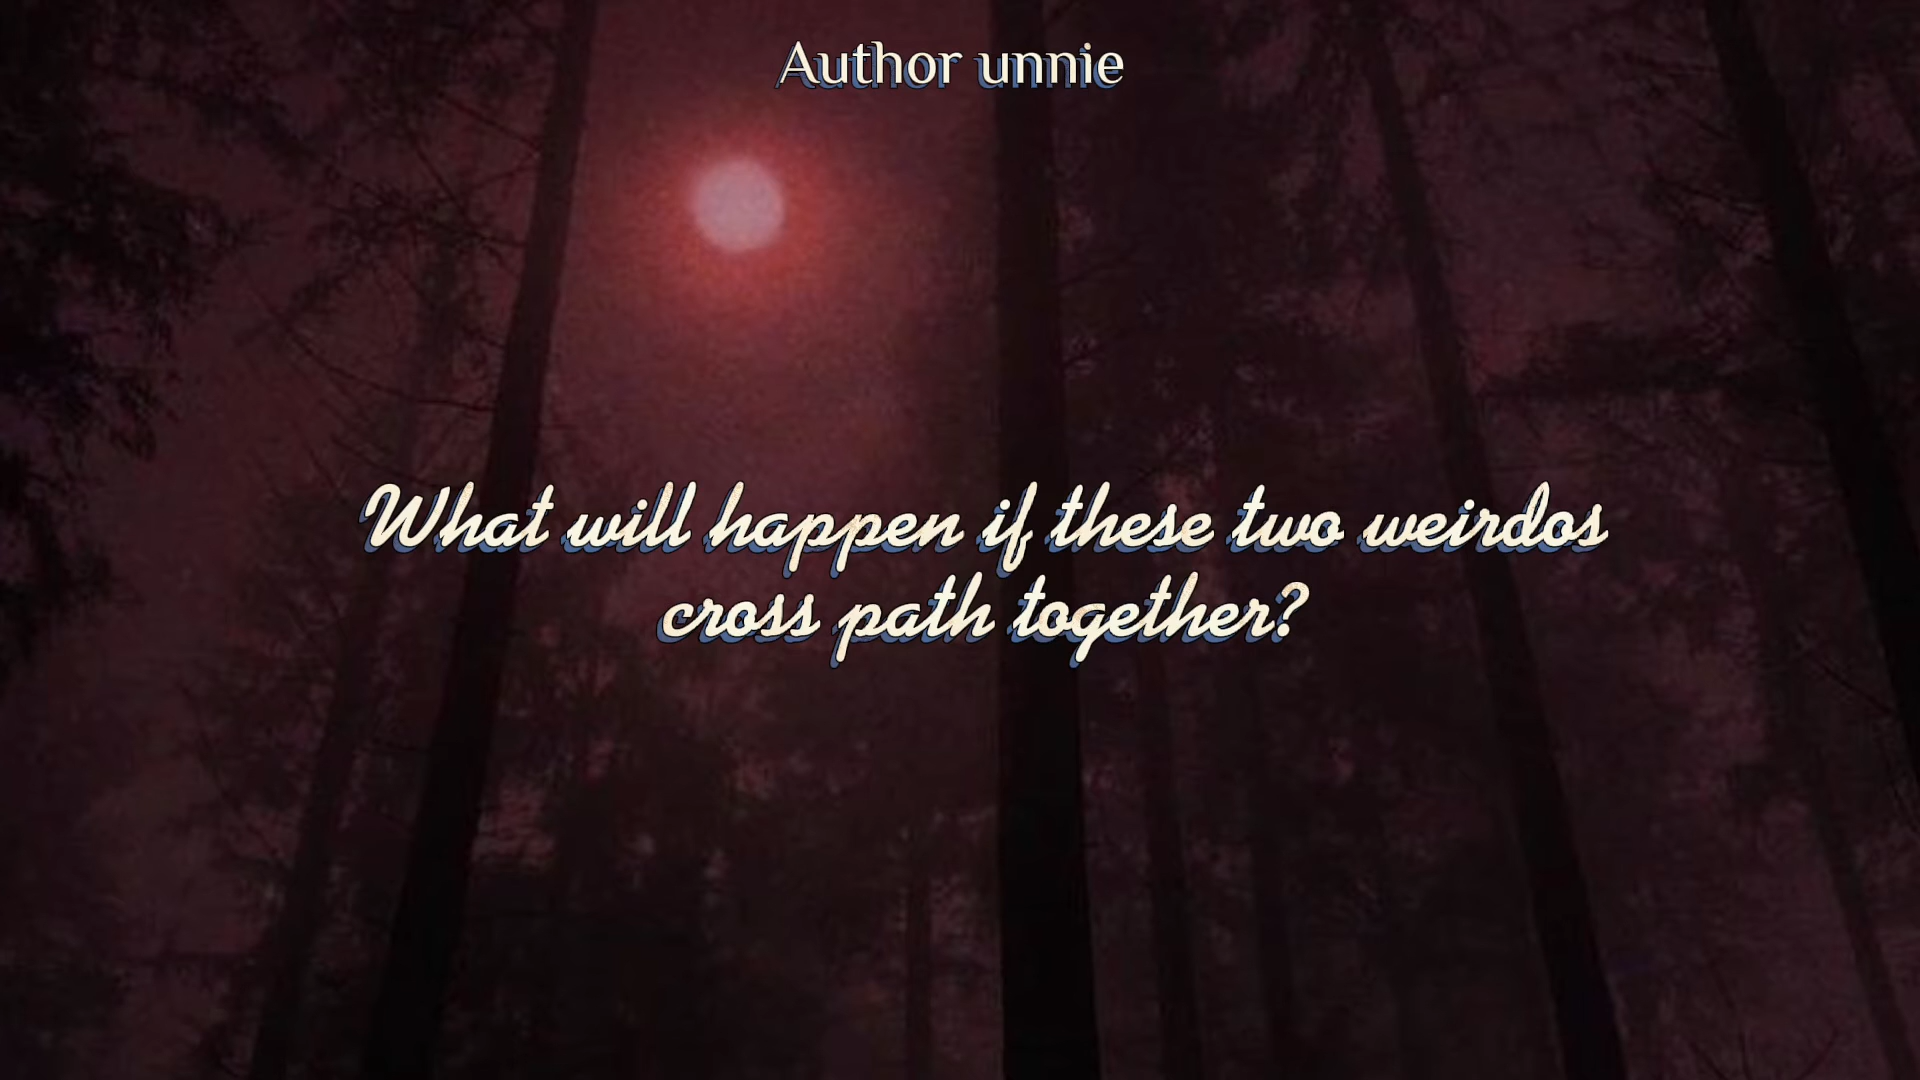 Author unnie
What will happen if these two weirdos
cross path together?